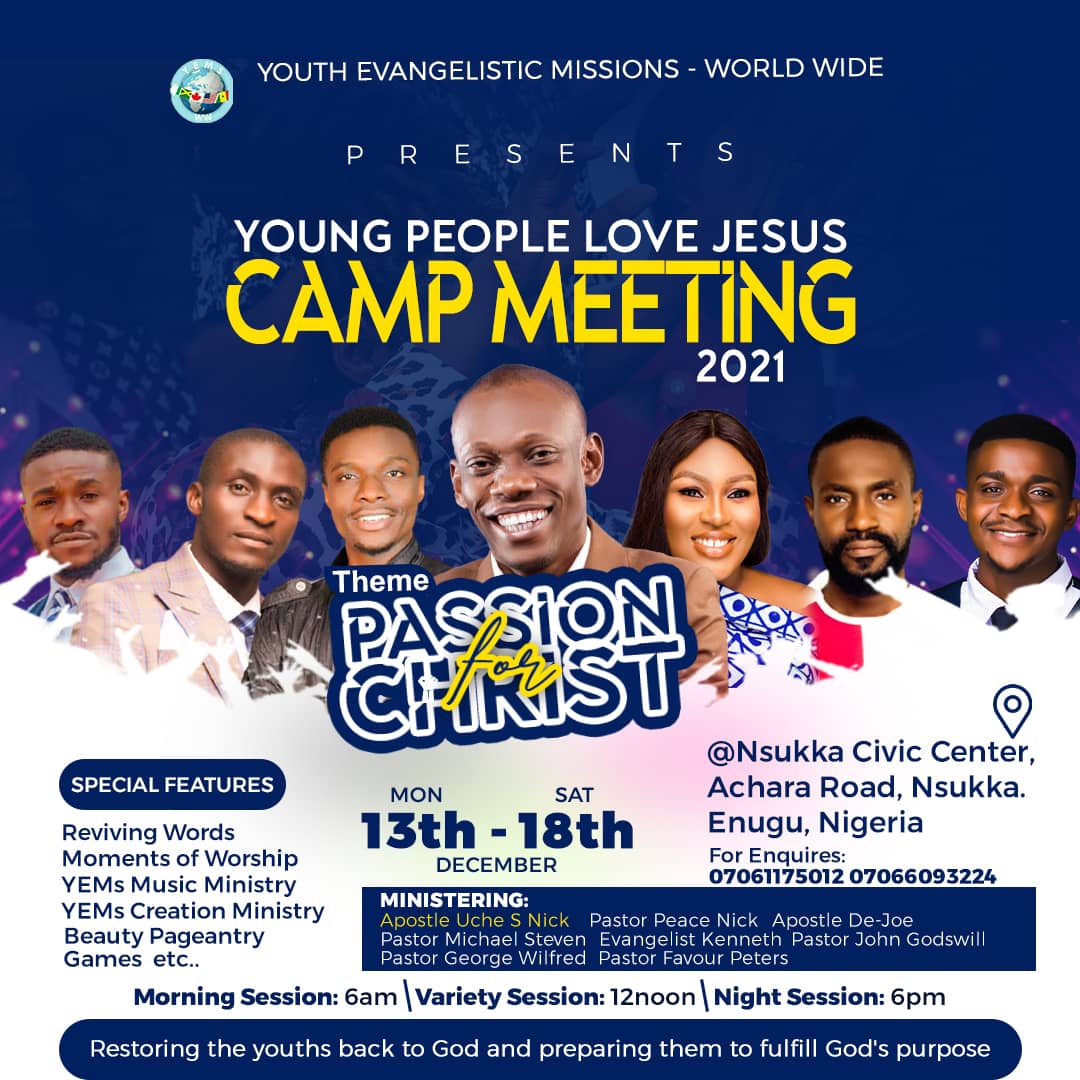 YEMS
WW
YOUTH EVANGELISTIC MISSIONS - WORLD WIDE
PRESENTS
YOUNG PEOPLE LOVE JESUS
CAMP MEETING
2021
Theme
PASSION
for
CHRIST
@Nsukka Civic Center,
Achara Road, Nsukka.
Enugu, Nigeria
For Enquires:
07061175012 07066093224
SPECIAL FEATURES
Reviving Words
Moments of Worship
YEMs Music Ministry
YEMs Creation Ministry
Beauty Pageantry
Games etc..
MON SAT
13th - 18th
DECEMBER
MINISTERING:
Apostle Uche S Nick Pastor Peace Nick Apostle De-Joe
Pastor Michael Steven Evangelist Kenneth Pastor John Godswill
Pastor George Wilfred Pastor Favour Peters
Morning Session: 6am \ Variety Session: 12noon \ Night Session: 6pm
Restoring the youths back to God and preparing them to fulfill God's purpose